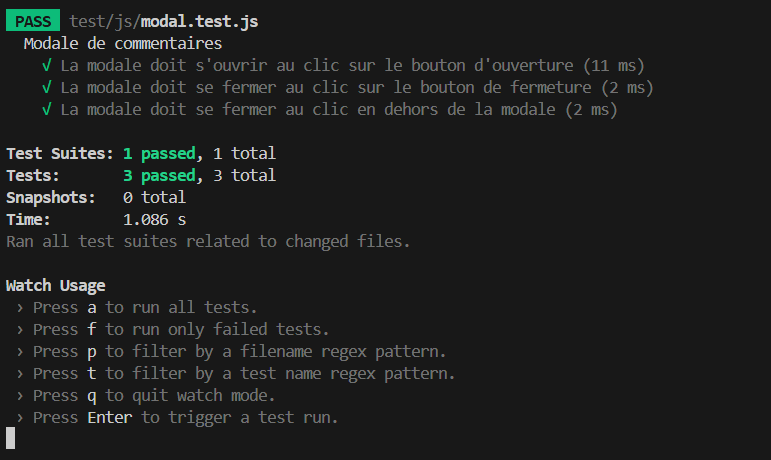 PASS test/js/modal.test.js
Modale de commentaires
√ La modale doit s'ouvrir au clic sur le bouton d'ouverture (11 ms)
√ La modale doit se fermer au clic sur le bouton de fermeture (2 ms)
√ La modale doit se fermer au clic en dehors de la modale (2 ms)
Test Suites: 1 passed, 1 total
Tests: 3 passed, 3 total
Snapshots: 0 total
Time: 1.086 s
Ran all test suites related to changed files.
Watch Usage
› Press a to run all tests.
› Press f to run only failed tests.
› Press p to filter by a filename regex pattern.
› Press t to filter by a test name regex pattern.
› Press q to quit watch mode.
› Press Enter to trigger a test run.